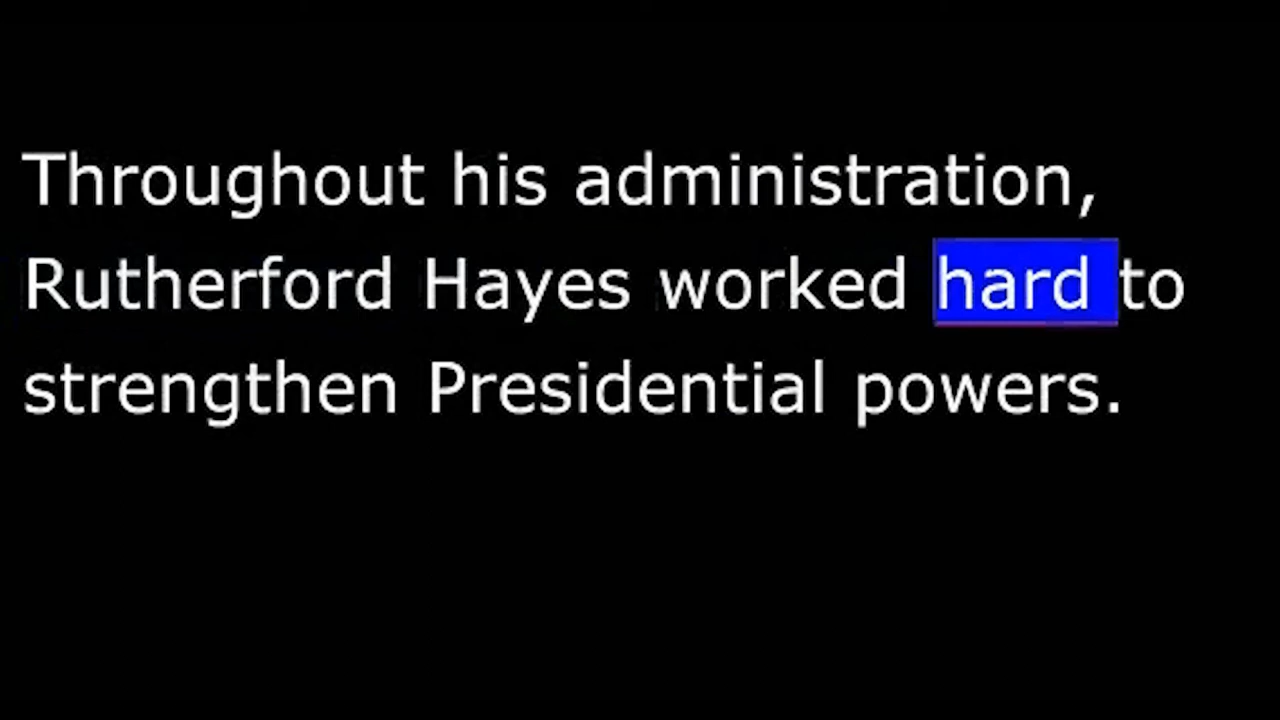 Throughout his administration,
Rutherford Hayes worked hard to
strengthen Presidential powers.